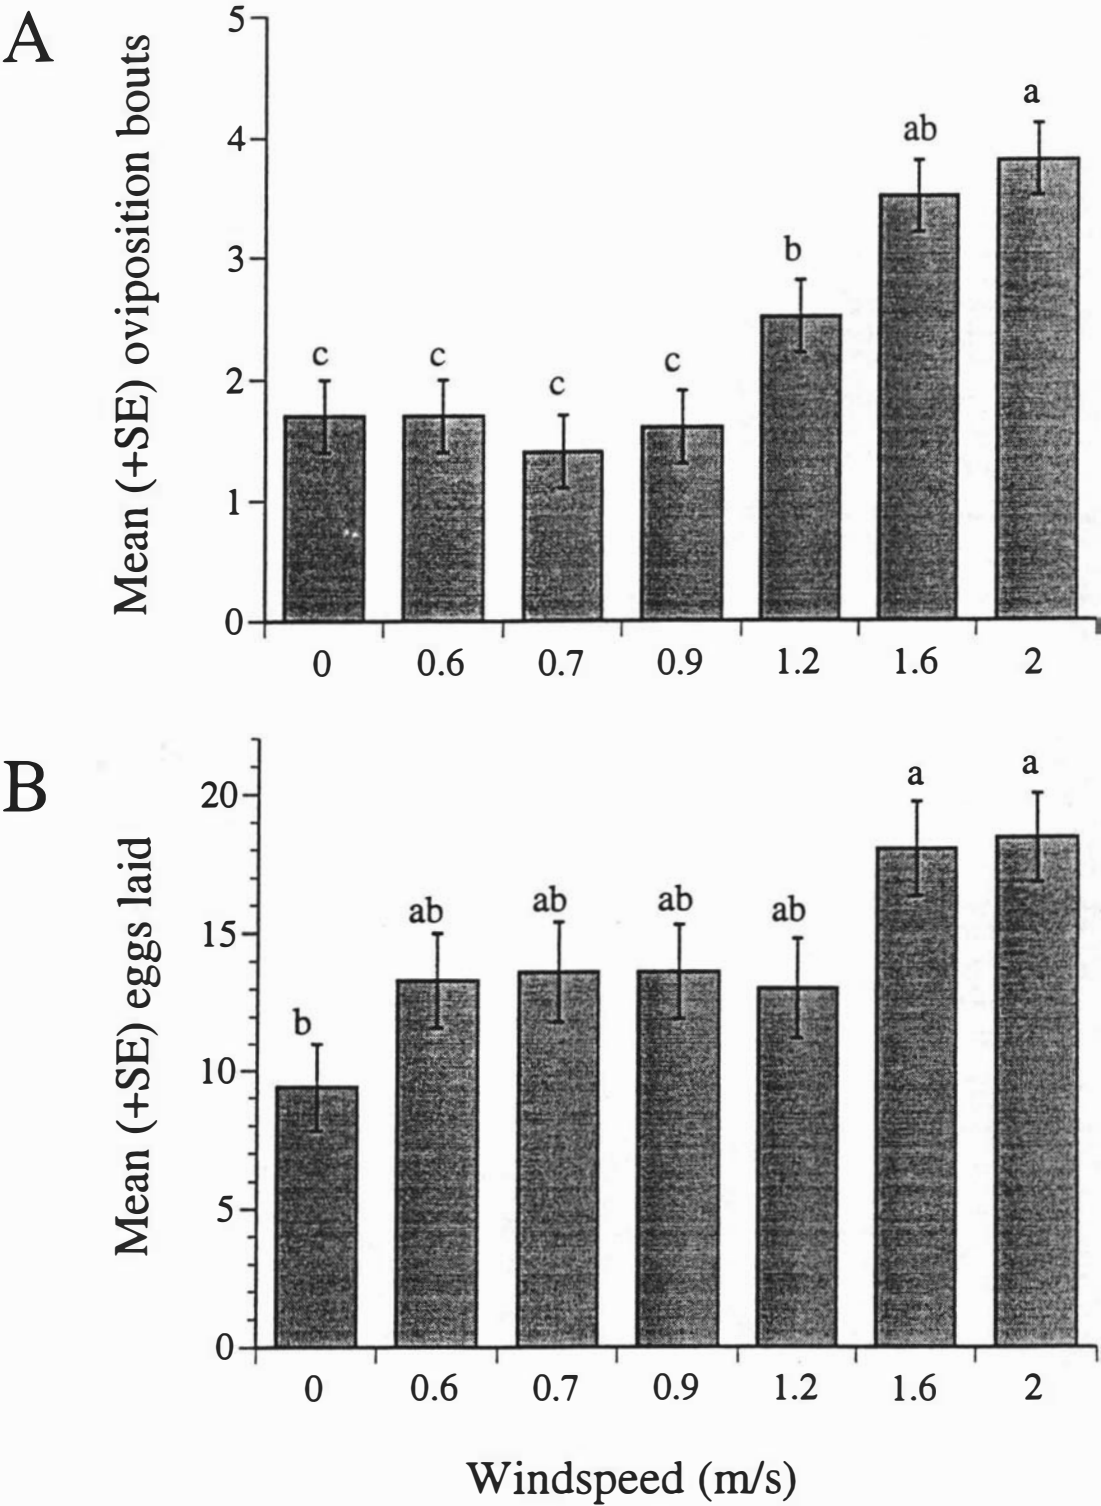 A
Mean (+SE) oviposition bouts
5
4
3
2
1
0
c
c
c
c
b
ab
a
0 0.6 0.7 0.9 1.2 1.6 2
B
Mean (+SE) eggs laid
20
15
10
5
0
b
ab
ab
ab
ab
a
a
0 0.6 0.7 0.9 1.2 1.6 2
Windspeed (m/s)